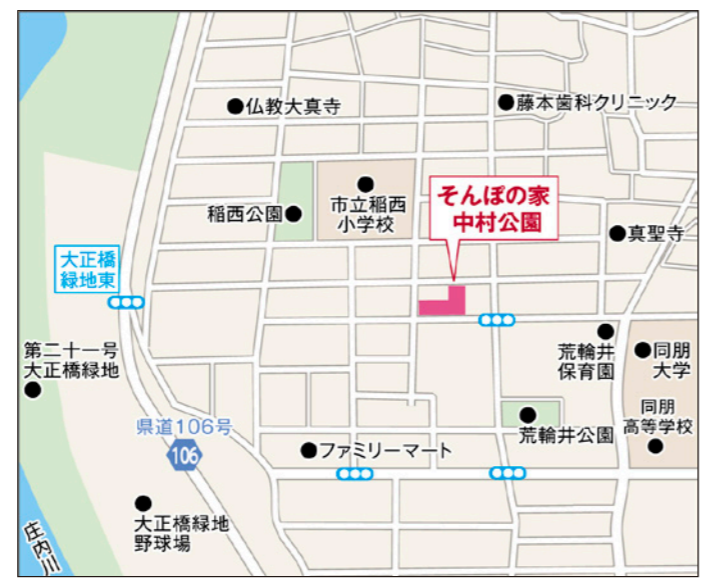 仏教大真寺
藤本歯科クリニック
稲西公園
市立稲西
小学校
そんぽの家
中村公園
真聖寺
大正橋
緑地東
第二十一号
大正橋緑地
荒輪井
保育園
同朋
大学
同朋
高等学校
荒輪井公園
県道106号
106
ファミリーマート
大正橋緑地
野球場
庄内川